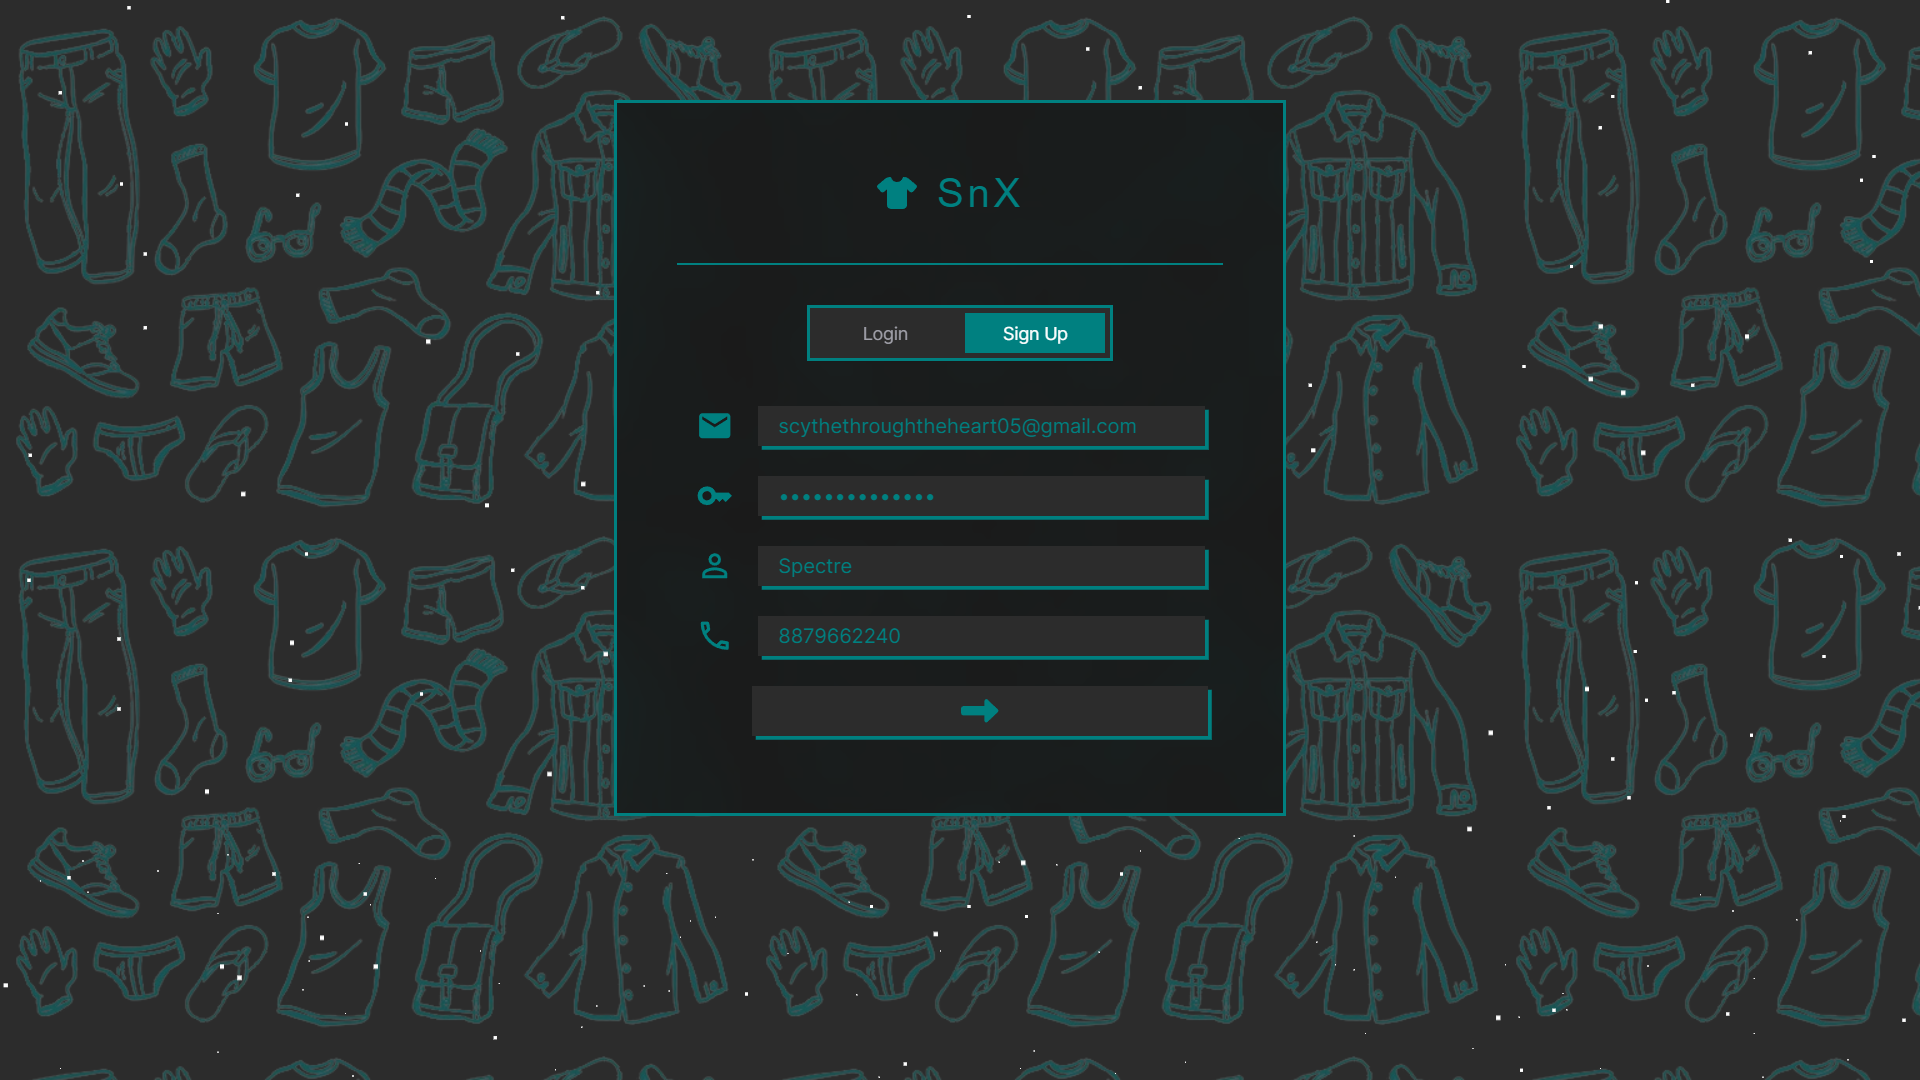 SnX
Login
Sign Up
scythethroughtheheart05@gmail.com
Spectre
8879662240